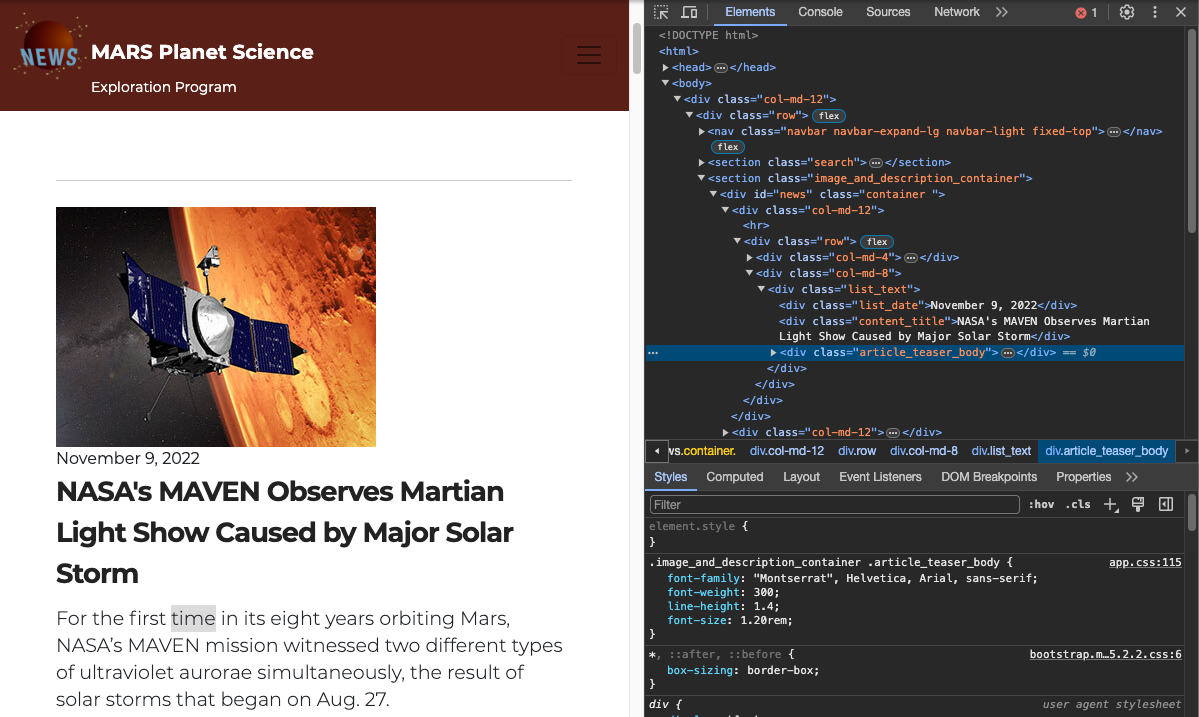 NEWS
MARS Planet Science
Exploration Program
November 9, 2022
NASA's MAVEN Observes Martian
Light Show Caused by Major Solar
Storm
For the first time in its eight years orbiting Mars,
NASA’s MAVEN mission witnessed two different types
of ultraviolet aurorae simultaneously, the result of
solar storms that began on Aug. 27.
Elements Console Sources Network >> 1
<!DOCTYPE html>
<html>
<head> … </head>
<body>
<div class="col-md-12">
<div class="row"> flex
<nav class="navbar navbar-expand-lg navbar-light fixed-top"> … </nav>
flex
<section class="search"> … </section>
<section class="image_and_description_container">
<div id="news" class="container ">
<div class="col-md-12">
<hr>
<div class="row"> flex
<div class="col-md-4"> … </div>
<div class="col-md-8">
<div class="list_text">
<div class="list_date">November 9, 2022</div>
<div class="content_title">NASA's MAVEN Observes Martian
Light Show Caused by Major Solar Storm</div>
… <div class="article_teaser_body"> … </div> == $0
</div>
</div>
</div>
</div>
<div class="col-md-12"> … </div>
ws.container. div.col-md-12 div.row div.col-md-8 div.list_text div.article_teaser_body
Styles Computed Layout Event Listeners DOM Breakpoints Properties >>
Filter :hov .cls +
element.style {
}
.image_and_description_container .article_teaser_body { app.css:115
font-family: "Montserrat", Helvetica, Arial, sans-serif;
font-weight: 300;
line-height: 1.4;
font-size: 1.20rem;
}
*, ::after, ::before { bootstrap.m…5.2.2.css:6
box-sizing: border-box;
}
div { user agent stylesheet